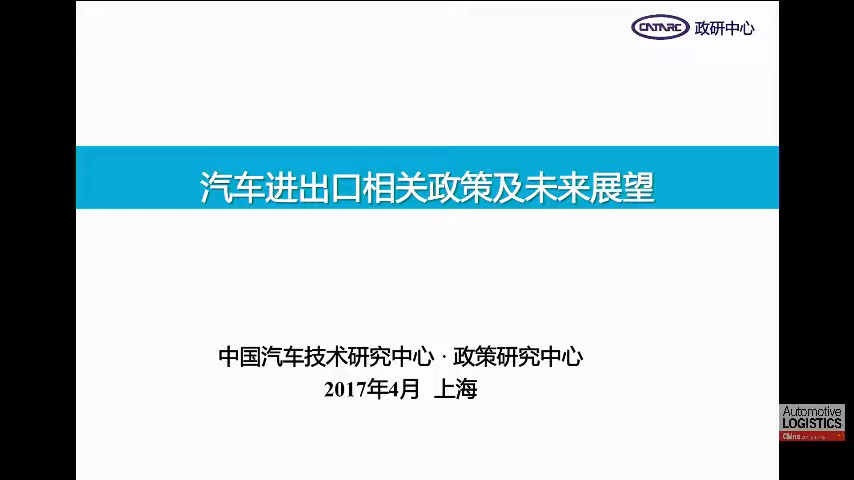 CATARC 政研中心
汽车进出口相关政策及未来展望
中国汽车技术研究中心·政策研究中心
2017年4月 上海
Automotive
LOGISTICS
China